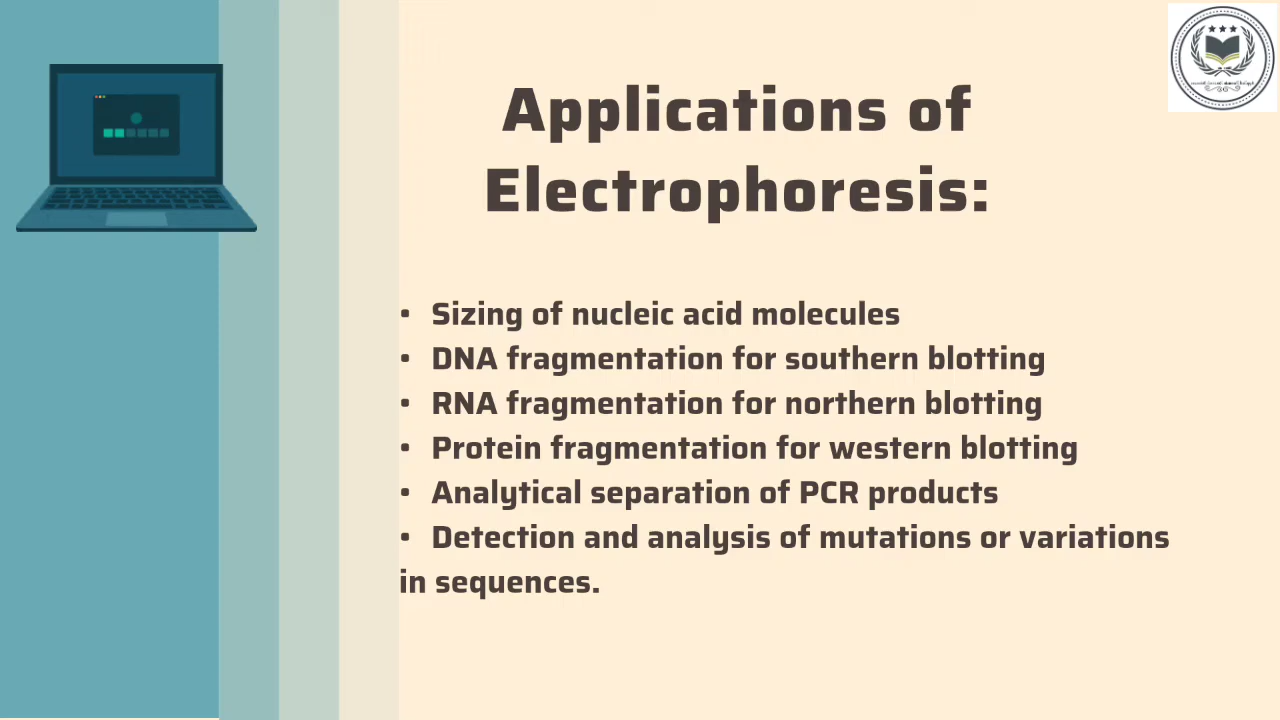 Applications of
Electrophoresis:
• Sizing of nucleic acid molecules
• DNA fragmentation for southern blotting
• RNA fragmentation for northern blotting
• Protein fragmentation for western blotting
• Analytical separation of PCR products
• Detection and analysis of mutations or variations
in sequences.